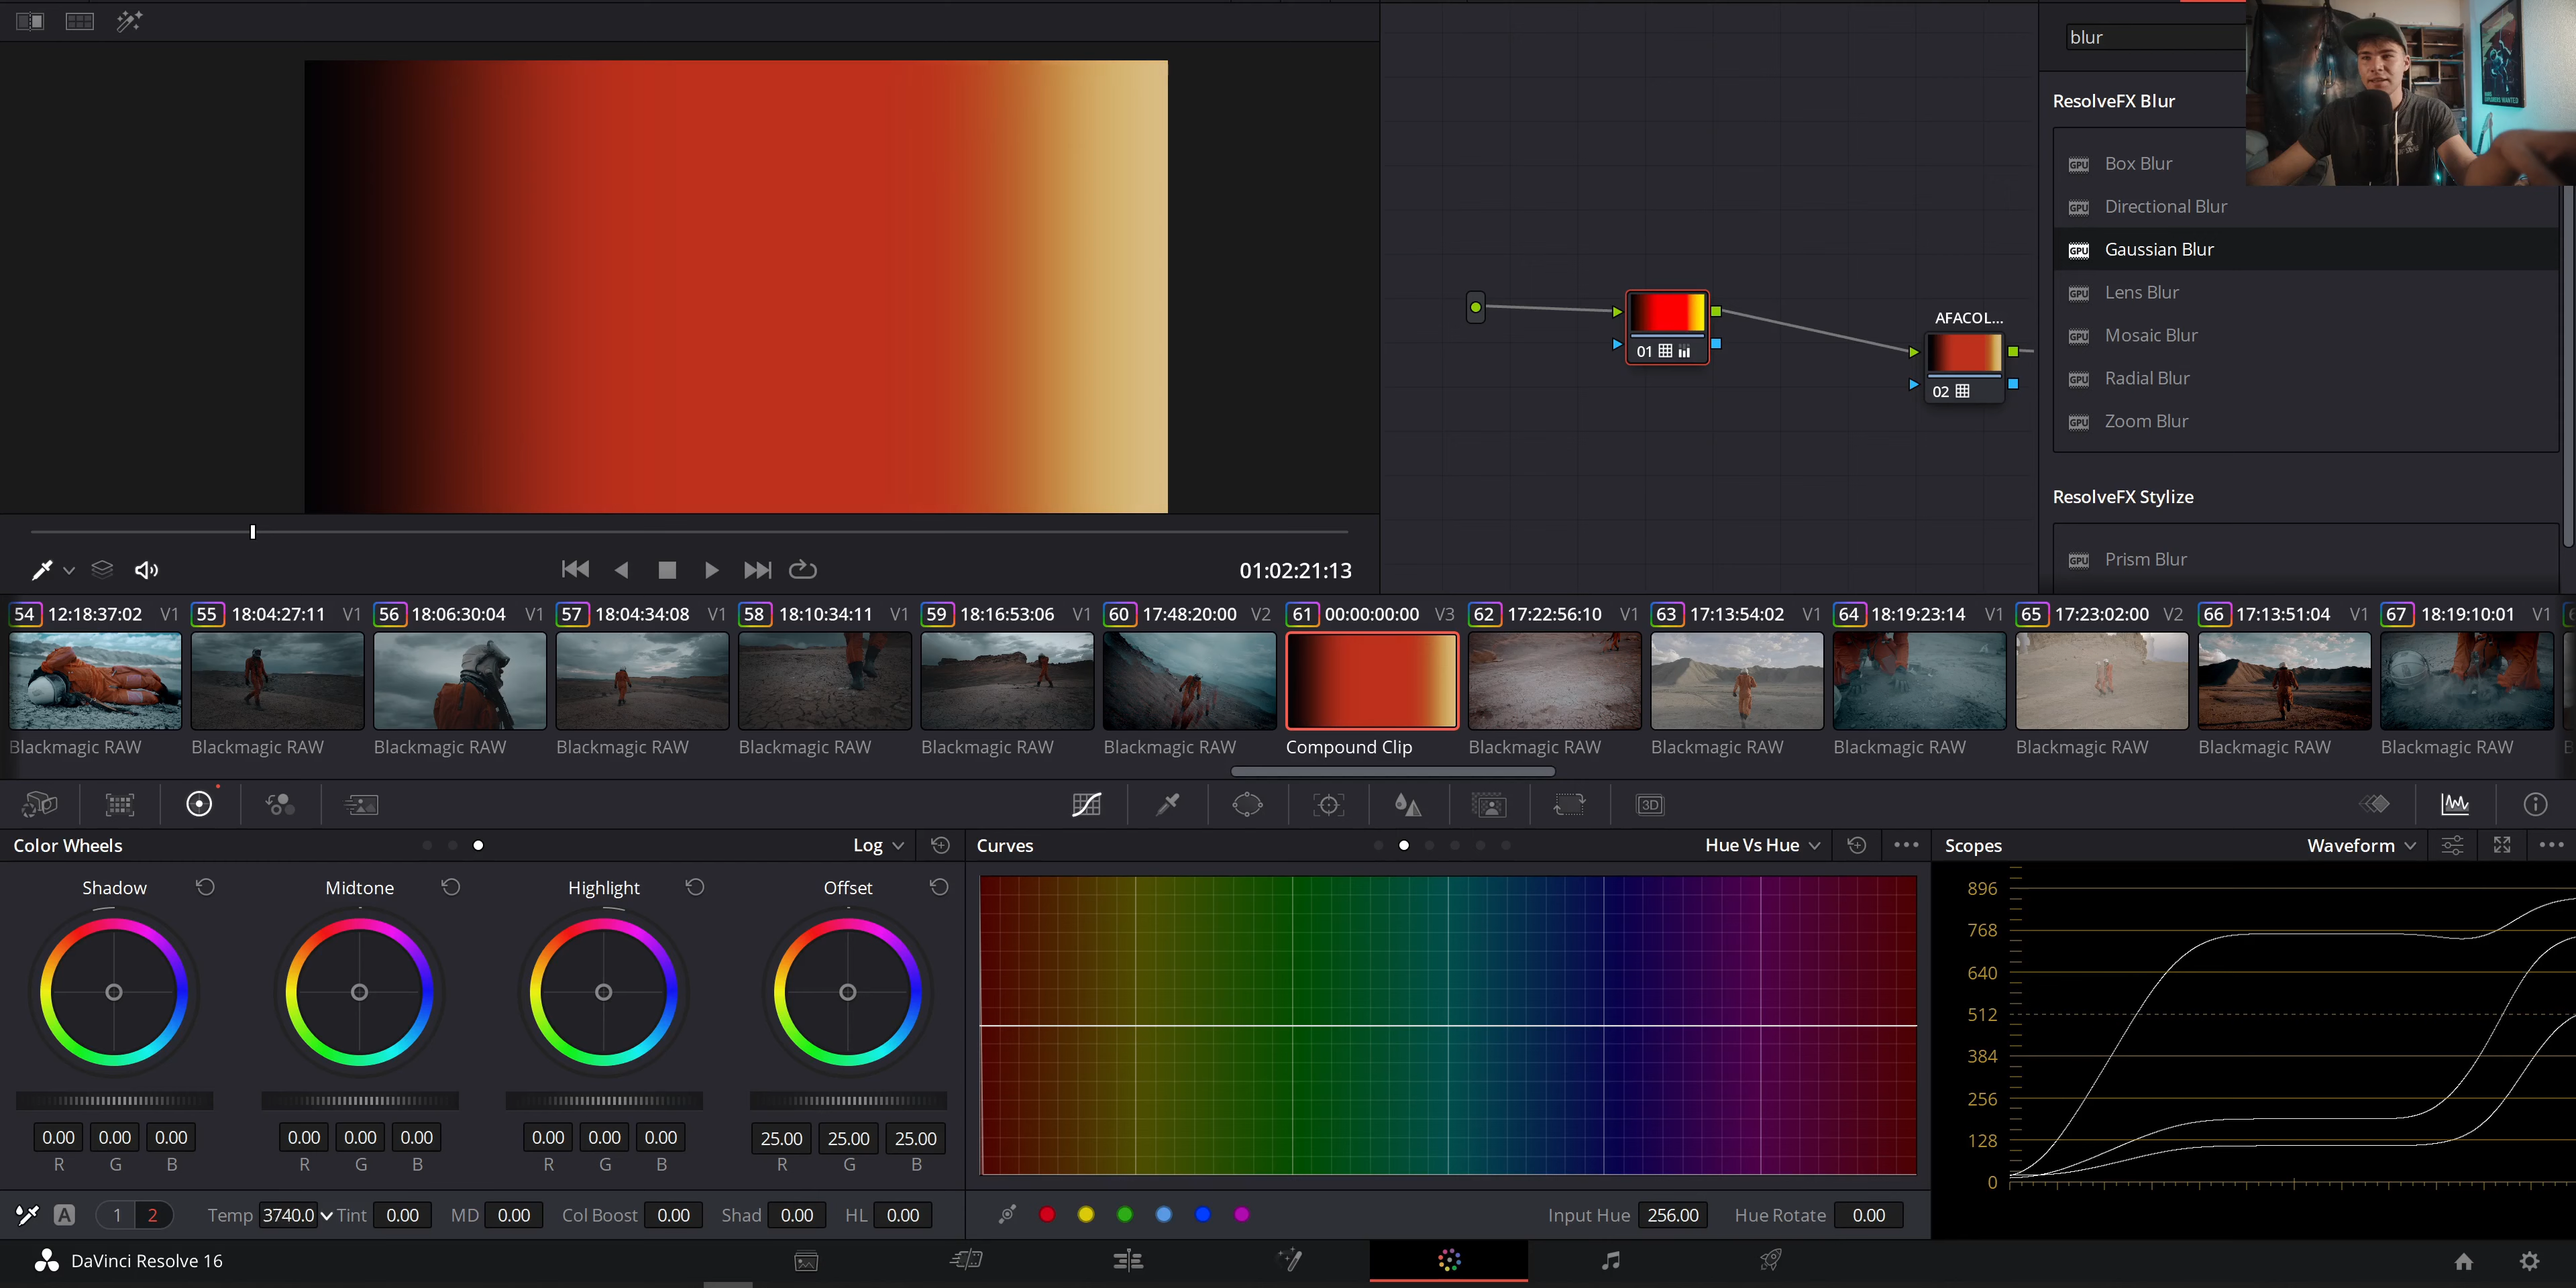 blur
ResolveFX Blur
GPU Box Blur
GPU Directional Blur
GPU Gaussian Blur
GPU Lens Blur
GPU Mosaic Blur
GPU Radial Blur
GPU Zoom Blur
ResolveFX Stylize
GPU Prism Blur
01
AFACOL...
02
01:02:21:13
54 12:18:37:02 V1 55 18:04:27:11 V1 56 18:06:30:04 V1 57 18:04:34:08 V1 58 18:10:34:11 V1 59 18:16:53:06 V1 60 17:48:20:00 V2 61 00:00:00:00 V3 62 17:22:56:10 V1 63 17:13:54:02 V1 64 18:19:23:14 V1 65 17:23:02:00 V2 66 17:13:51:04 V1 67 18:19:10:01 V1
Blackmagic RAW Blackmagic RAW Blackmagic RAW Blackmagic RAW Blackmagic RAW Blackmagic RAW Blackmagic RAW Compound Clip Blackmagic RAW Blackmagic RAW Blackmagic RAW Blackmagic RAW Blackmagic RAW Blackmagic RAW
3D
Color Wheels Log
Shadow Midtone Highlight Offset
0.00 0.00 0.00 0.00 0.00 0.00 0.00 0.00 0.00 25.00 25.00 25.00
R G B R G B R G B R G B
A 1 2 Temp 3740.0 Tint 0.00 MD 0.00 Col Boost 0.00 Shad 0.00 HL 0.00
Curves Hue Vs Hue
Input Hue 256.00 Hue Rotate 0.00
Scopes Waveform
896
768
640
512
384
256
128
0
DaVinci Resolve 16